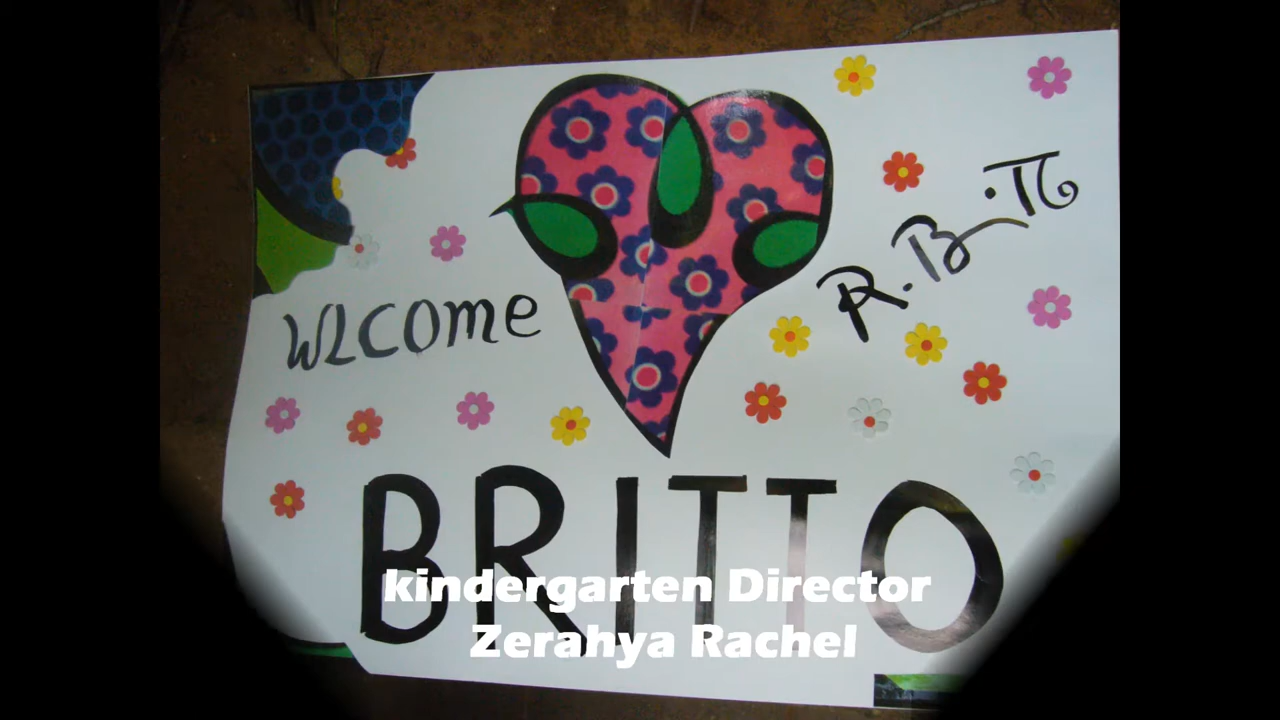 WLCOME
R.B
BRITTO
kindergarten Director
Zerahya Rachel